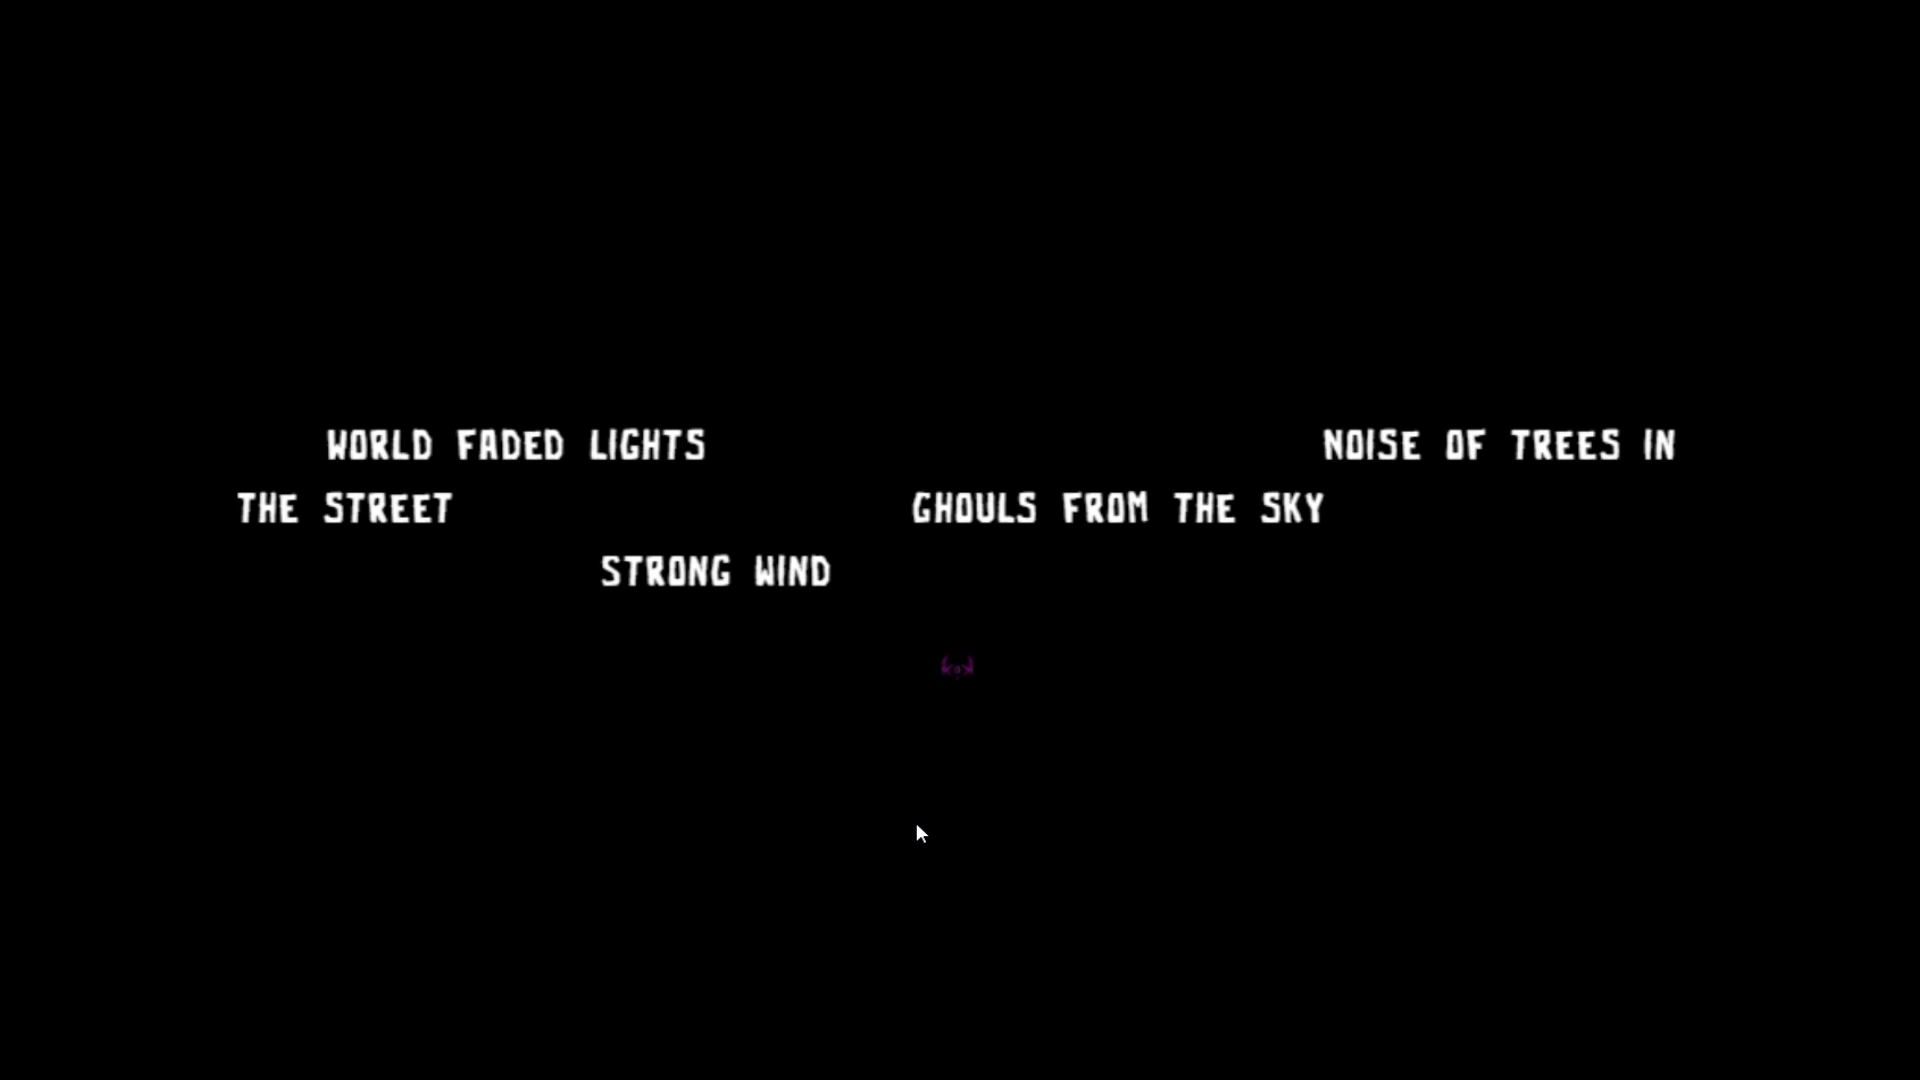 WORLD FADED LIGHTS NOISE OF TREES IN
THE STREET GHOULS FROM THE SKY
STRONG WIND